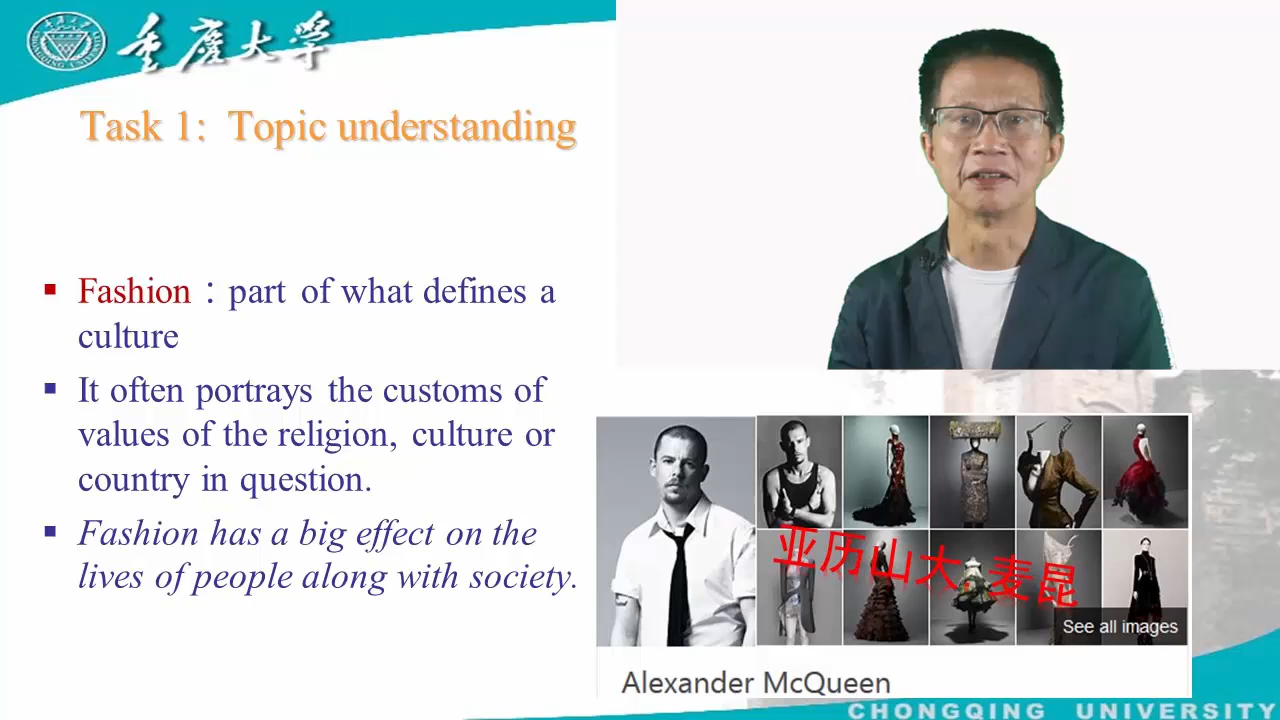 重庆大学
Task 1: Topic understanding
▪ Fashion：part of what defines a
culture
▪ It often portrays the customs of
values of the religion, culture or
country in question.
▪ Fashion has a big effect on the
lives of people along with society.
亚历山大.麦昆
See all images
Alexander McQueen
CHONGQING UNIVERSITY